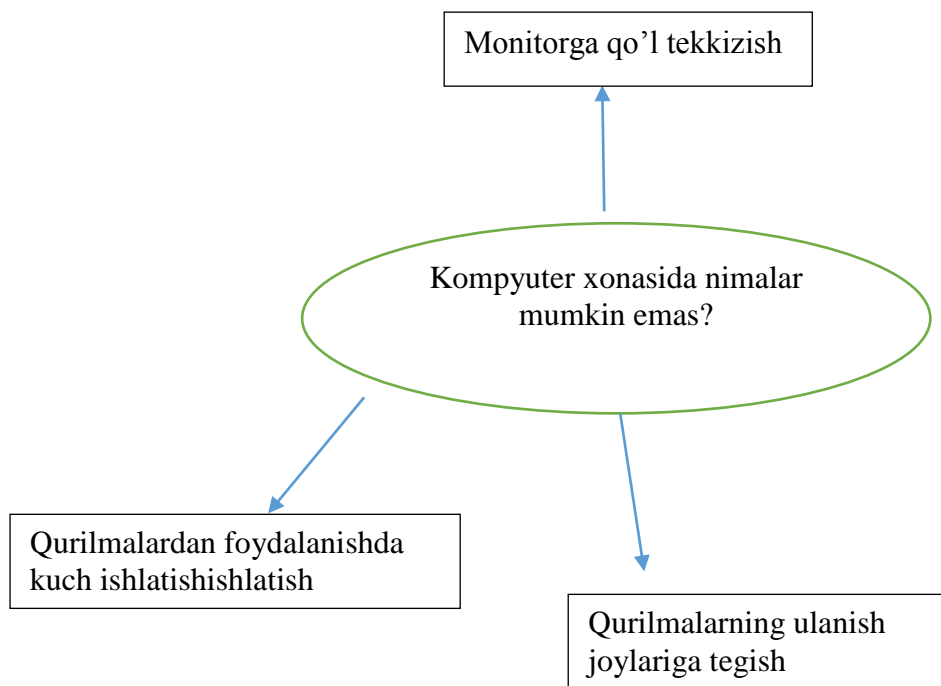 Monitorga qo’l tekkizish
Kompyuter xonasida nimalar
mumkin emas?
Qurilmalardan foydalanishda
kuch ishlatishishlatish
Qurilmalarning ulanish
joylariga tegish